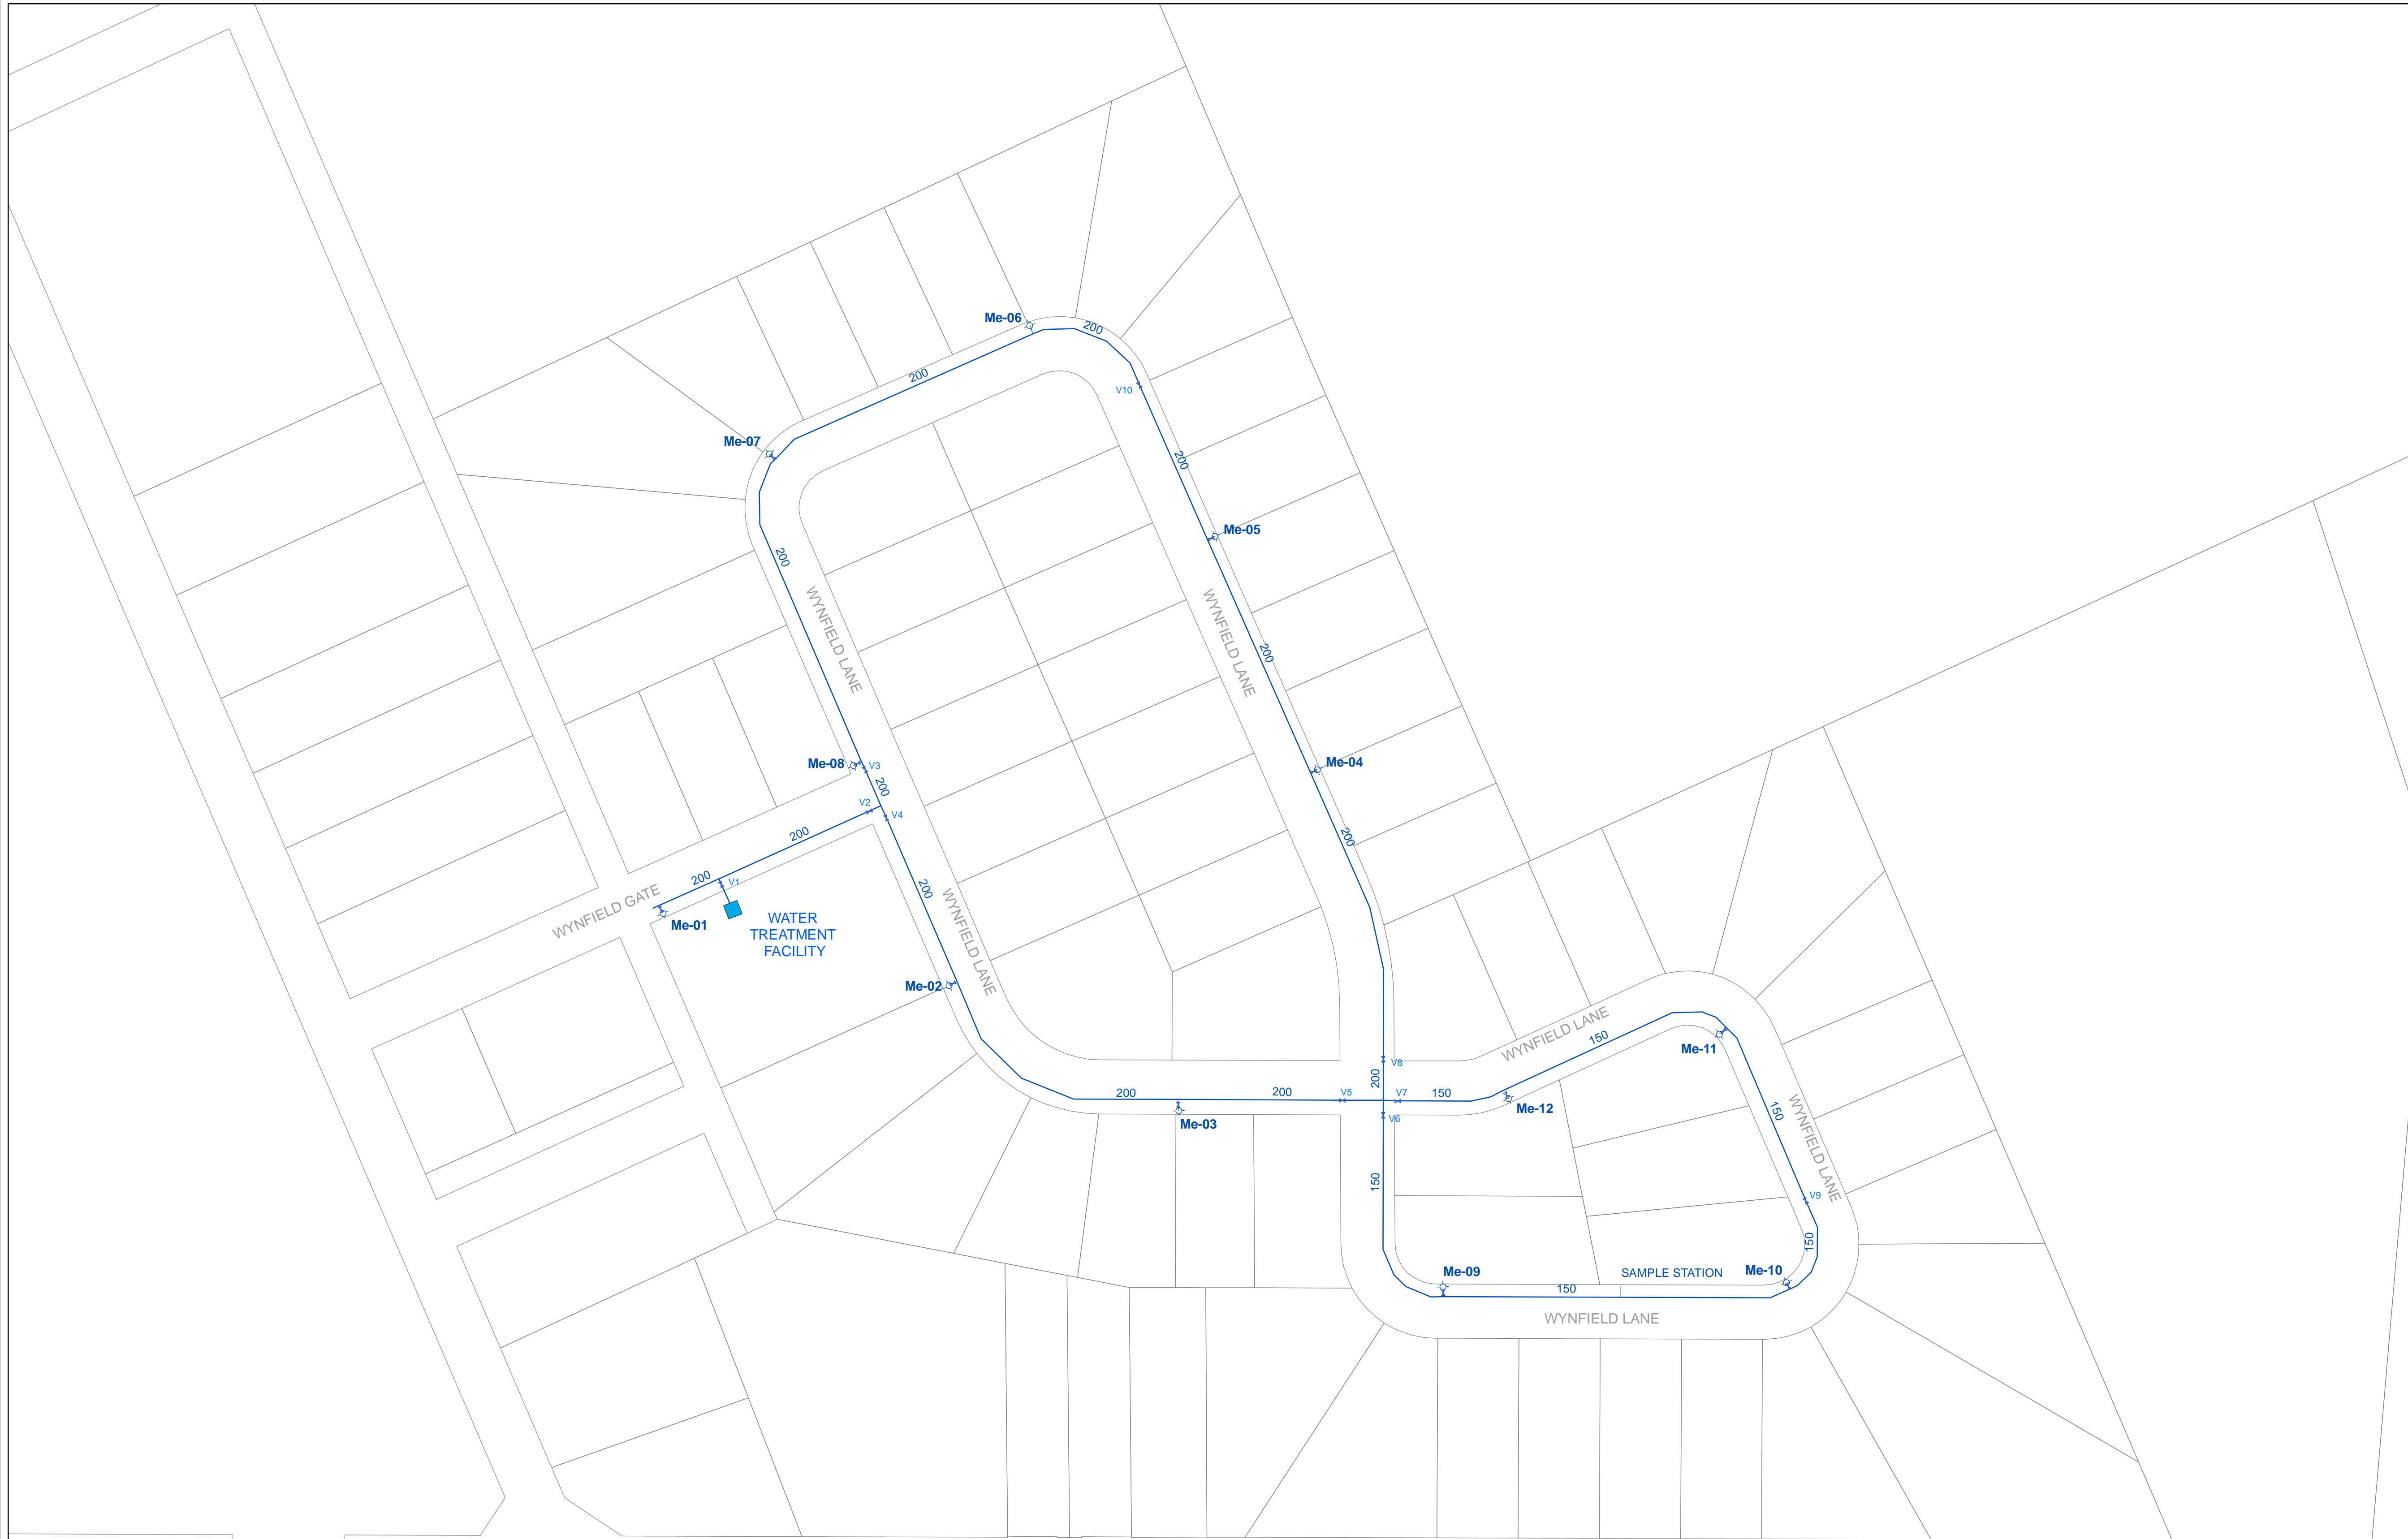 Me-06
200
200
V10
Me-07
200
Me-05
200
WYNFIELD LANE
WYNFIELD LANE
200
Me-08
V3
Me-04
200
V2
V4
200
200
200
V1
200
WYNFIELD GATE
Me-01
WATER
TREATMENT
FACILITY
WYNFIELD LANE
Me-02
WYNFIELD LANE
150
Me-11
V8
200
200
200
V5
V7
150
Me-12
Me-03
V6
150
WYNFIELD LANE
150
V9
150
Me-09
SAMPLE STATION
Me-10
150
WYNFIELD LANE